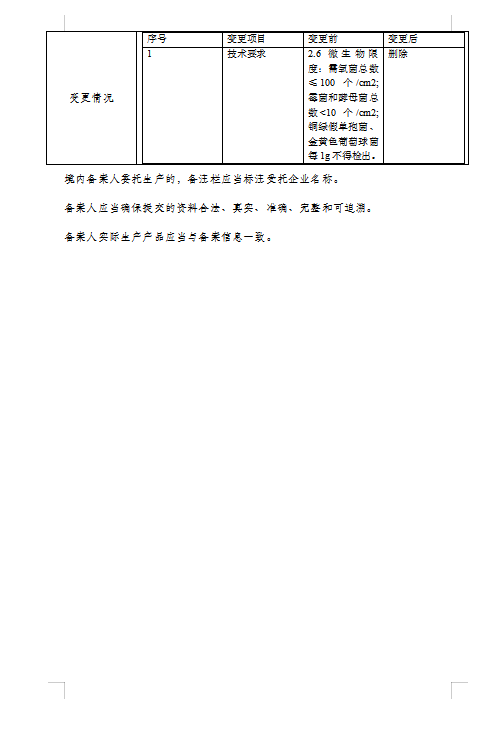 序号 变更项目 变更前 变更后
1 技术要求 2.6 微生物限 删除
度：需氧菌总数
≤100 个/cm2;
霉菌和酵母菌总
数<10 个/cm2;
铜绿假单孢菌、
金黄色葡萄球菌
每1g不得检出。
变更情况
境内备案人委托生产的，备注栏应当标注受托企业名称。
备案人应当确保提交的资料合法、真实、准确、完整和可追溯。
备案人实际生产产品应当与备案信息一致。